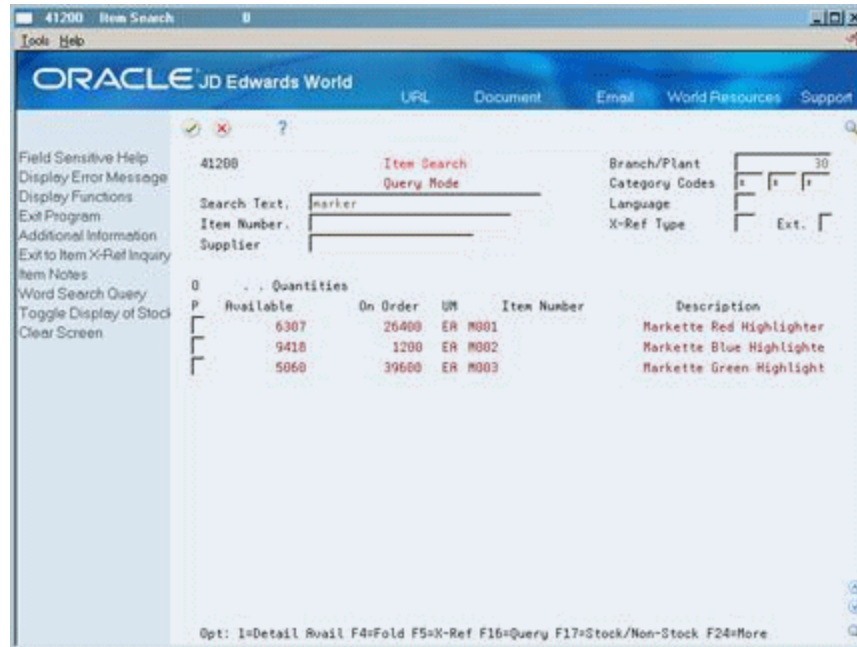 41200 Item Search
Tools Help
ORACLE JD Edwards World
URL Document Email World Resources Support
?
Field Sensitive Help
Display Error Message
Display Functions
Exit Program
Additional Information
Exit to Item X-Ref Inquiry
Item Notes
Word Search Query
Toggle Display of Stock
Clear Screen
41200 Item Search Branch/Plant 30
Query Mode Category Codes * * *
Search Text. marker Language
Item Number. X-Ref Type Ext.
Supplier
O . . Quantities
P Available On Order UM Item Number Description
6307 26400 EA M001 Markette Red Highlighter
9418 1200 EA M002 Markette Blue Highlighte
5060 39600 EA M003 Markette Green Highlight
Opt: 1=Detail Avail F4=Fold F5=X-Ref F16=Query F17=Stock/Non-Stock F24=More